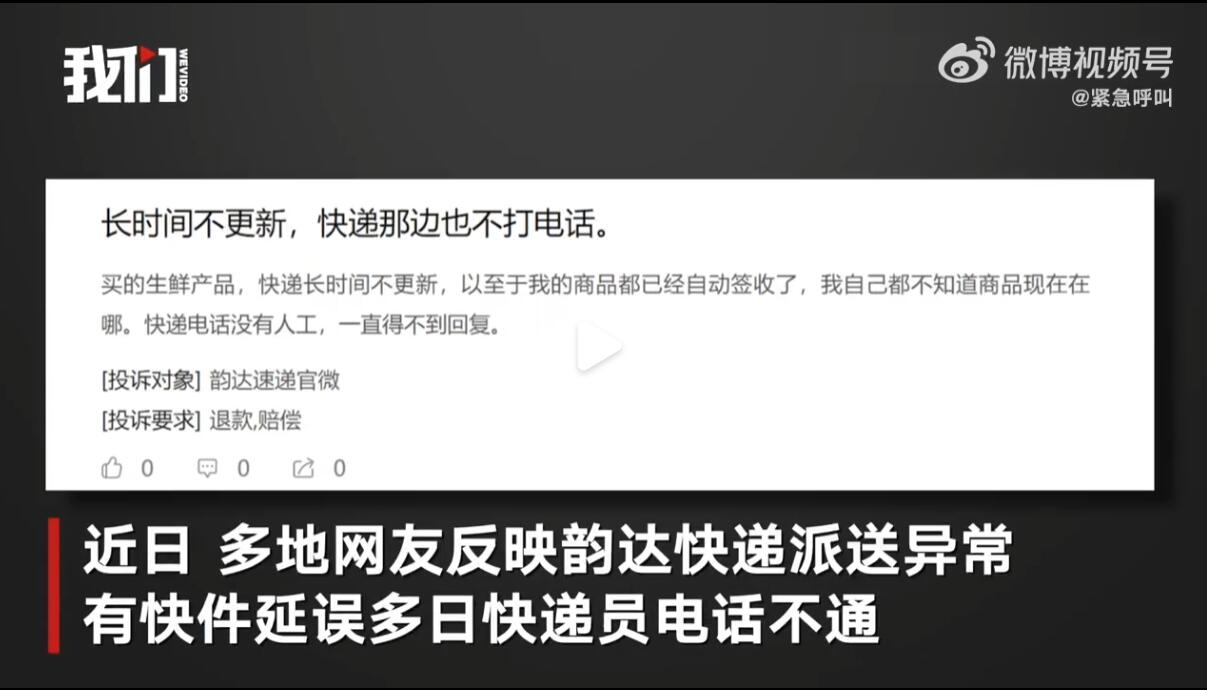 我们
WEVIDEO
微博视频号
@紧急呼叫
长时间不更新，快递那边也不打电话。
买的生鲜产品，快递长时间不更新，以至于我的商品都已经自动签收了，我自己都不知道商品现在在
哪。快递电话没有人工，一直得不到回复。
[投诉对象] 韵达速递官微
[投诉要求] 退款,赔偿
0 0 0
近日 多地网友反映韵达快递派送异常
有快件延误多日快递员电话不通